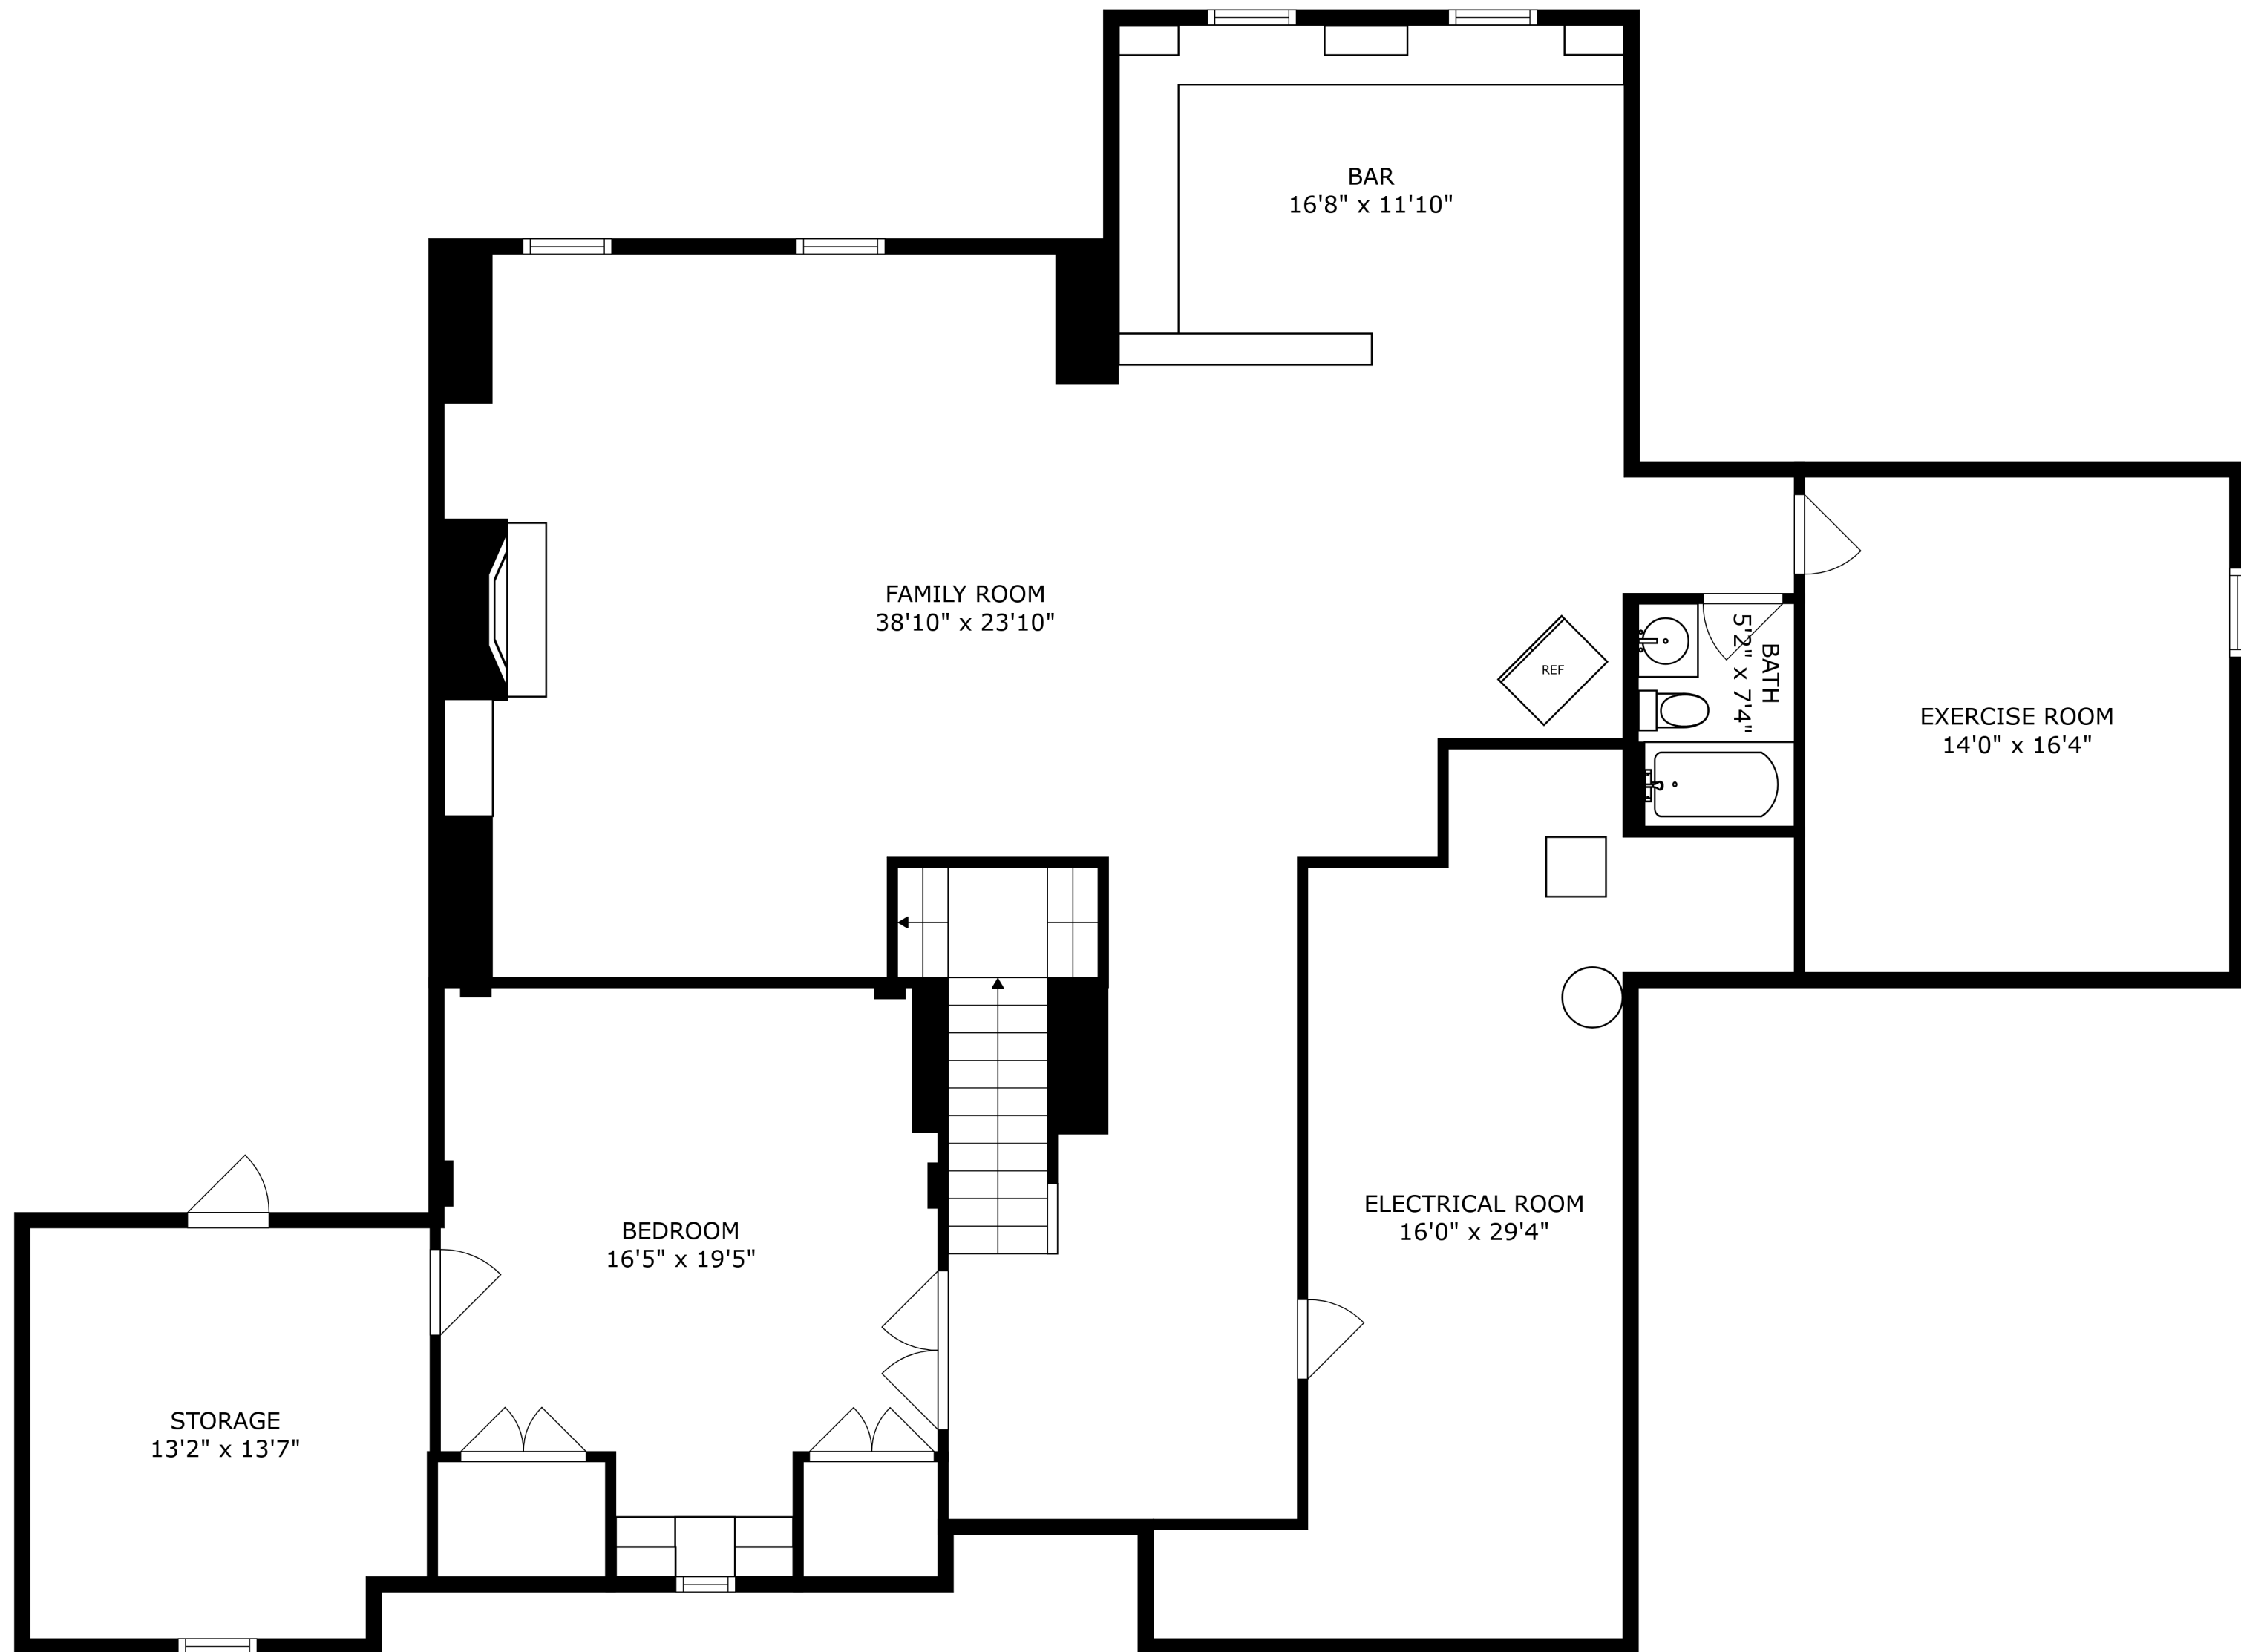 BAR
16'8" x 11'10"
FAMILY ROOM
38'10" x 23'10"
REF
BATH
5'2" x 7'4"
EXERCISE ROOM
14'0" x 16'4"
ELECTRICAL ROOM
16'0" x 29'4"
BEDROOM
16'5" x 19'5"
STORAGE
13'2" x 13'7"